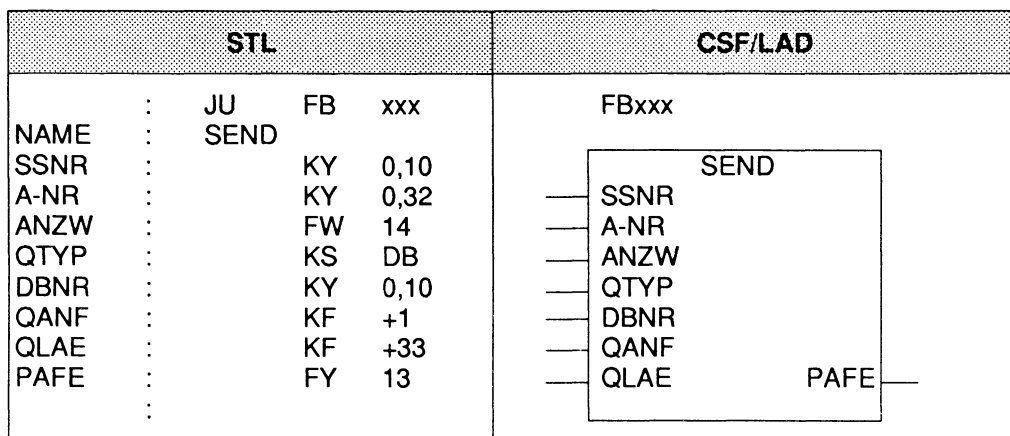 STL
: JU FB xxx
NAME : SEND
SSNR : KY 0,10
A-NR : KY 0,32
ANZW : FW 14
QTYP : KS DB
DBNR : KY 0,10
QANF : KF +1
QLAE : KF +33
PAFE : FY 13
:
CSF/LAD
FBxxx
SEND
SSNR
A-NR
ANZW
QTYP
DBNR
QANF
QLAE PAFE